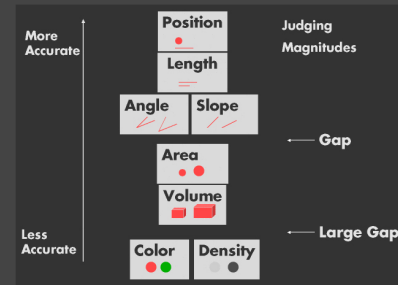 Position
Judging
Magnitudes
More
Accurate
Length
Angle
Slope
Gap
Area
Volume
Large Gap
Less
Accurate
Color
Density